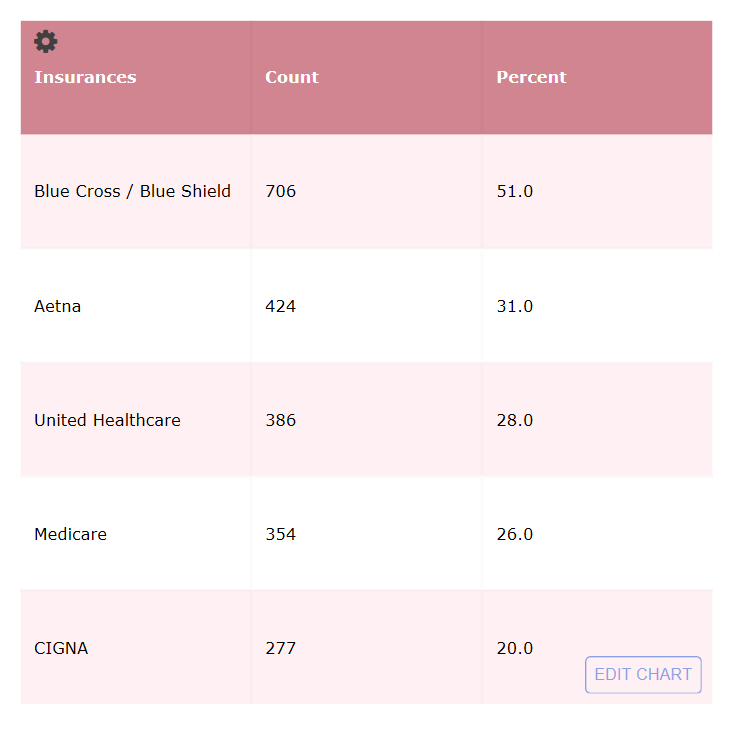 Insurances Count Percent
Blue Cross / Blue Shield 706 51.0
Aetna 424 31.0
United Healthcare 386 28.0
Medicare 354 26.0
CIGNA 277 20.0
EDIT CHART